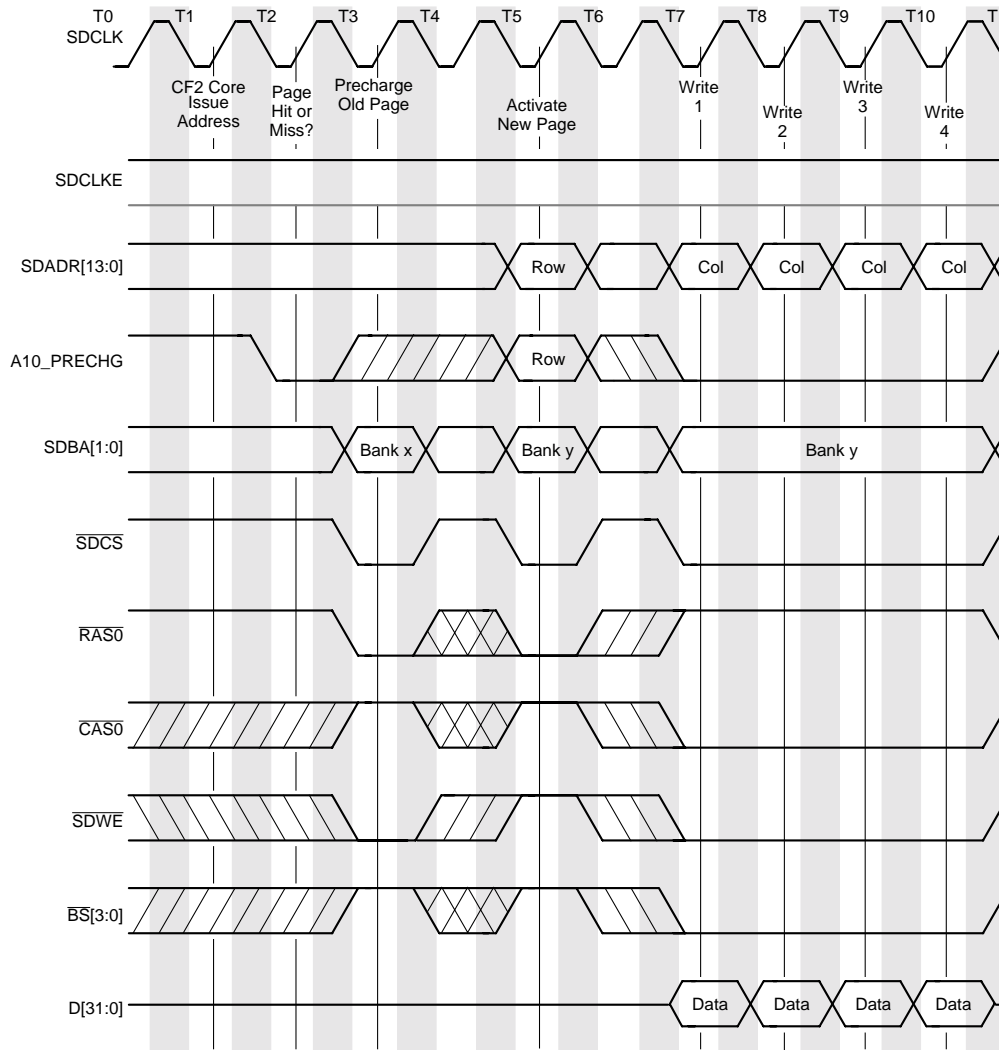 T0 T1 T2 T3 T4 T5 T6 T7 T8 T9 T10 T
SDCLK
CF2 Core
Issue
Address
Page
Hit or
Miss?
Precharge
Old Page
Activate
New Page
Write
1
Write
2
Write
3
Write
4
SDCLKE
SDADR[13:0] Row Col Col Col Col
A10_PRECHG Row
SDBA[1:0] Bank x Bank y Bank y
SDCS
RAS0
CAS0
SDWE
BS[3:0]
D[31:0] Data Data Data Data